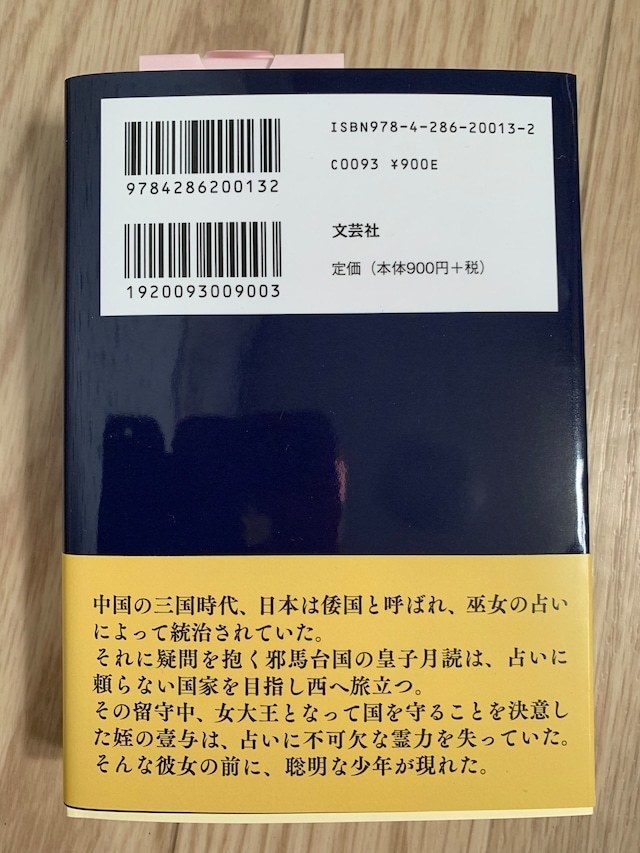 ISBN978-4-286-20013-2
C0093 ¥900E
9784286200132
文芸社
定価（本体900円＋税）
1920093009003
中国の三国時代、日本は倭国と呼ばれ、巫女の占い
によって統治されていた。
それに疑問を抱く邪馬台国の皇子月読は、占いに
頼らない国家を目指し西へ旅立つ。
その留守中、女大王となって国を守ることを決意し
た姪の壹与は、占いに不可欠な霊力を失っていた。
そんな彼女の前に、聡明な少年が現れた。